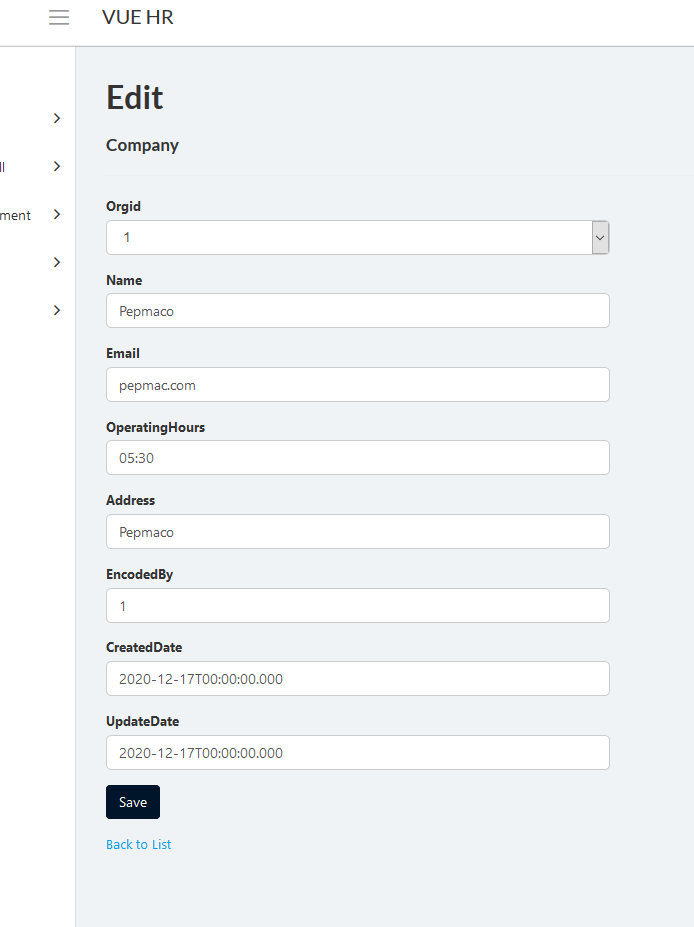 VUE HR
Edit
Company
ll
ment
Orgid
1
Name
Pepmaco
Email
pepmac.com
OperatingHours
05:30
Address
Pepmaco
EncodedBy
1
CreatedDate
2020-12-17T00:00:00.000
UpdateDate
2020-12-17T00:00:00.000
Save
Back to List